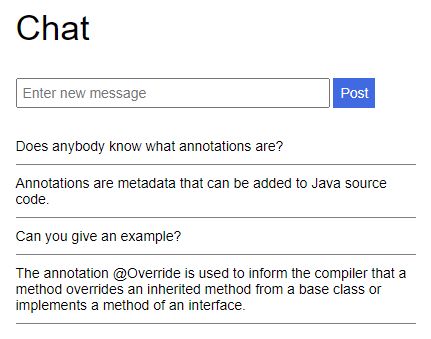 Chat
Enter new message Post
Does anybody know what annotations are?
Annotations are metadata that can be added to Java source
code.
Can you give an example?
The annotation @Override is used to inform the compiler that a
method overrides an inherited method from a base class or
implements a method of an interface.